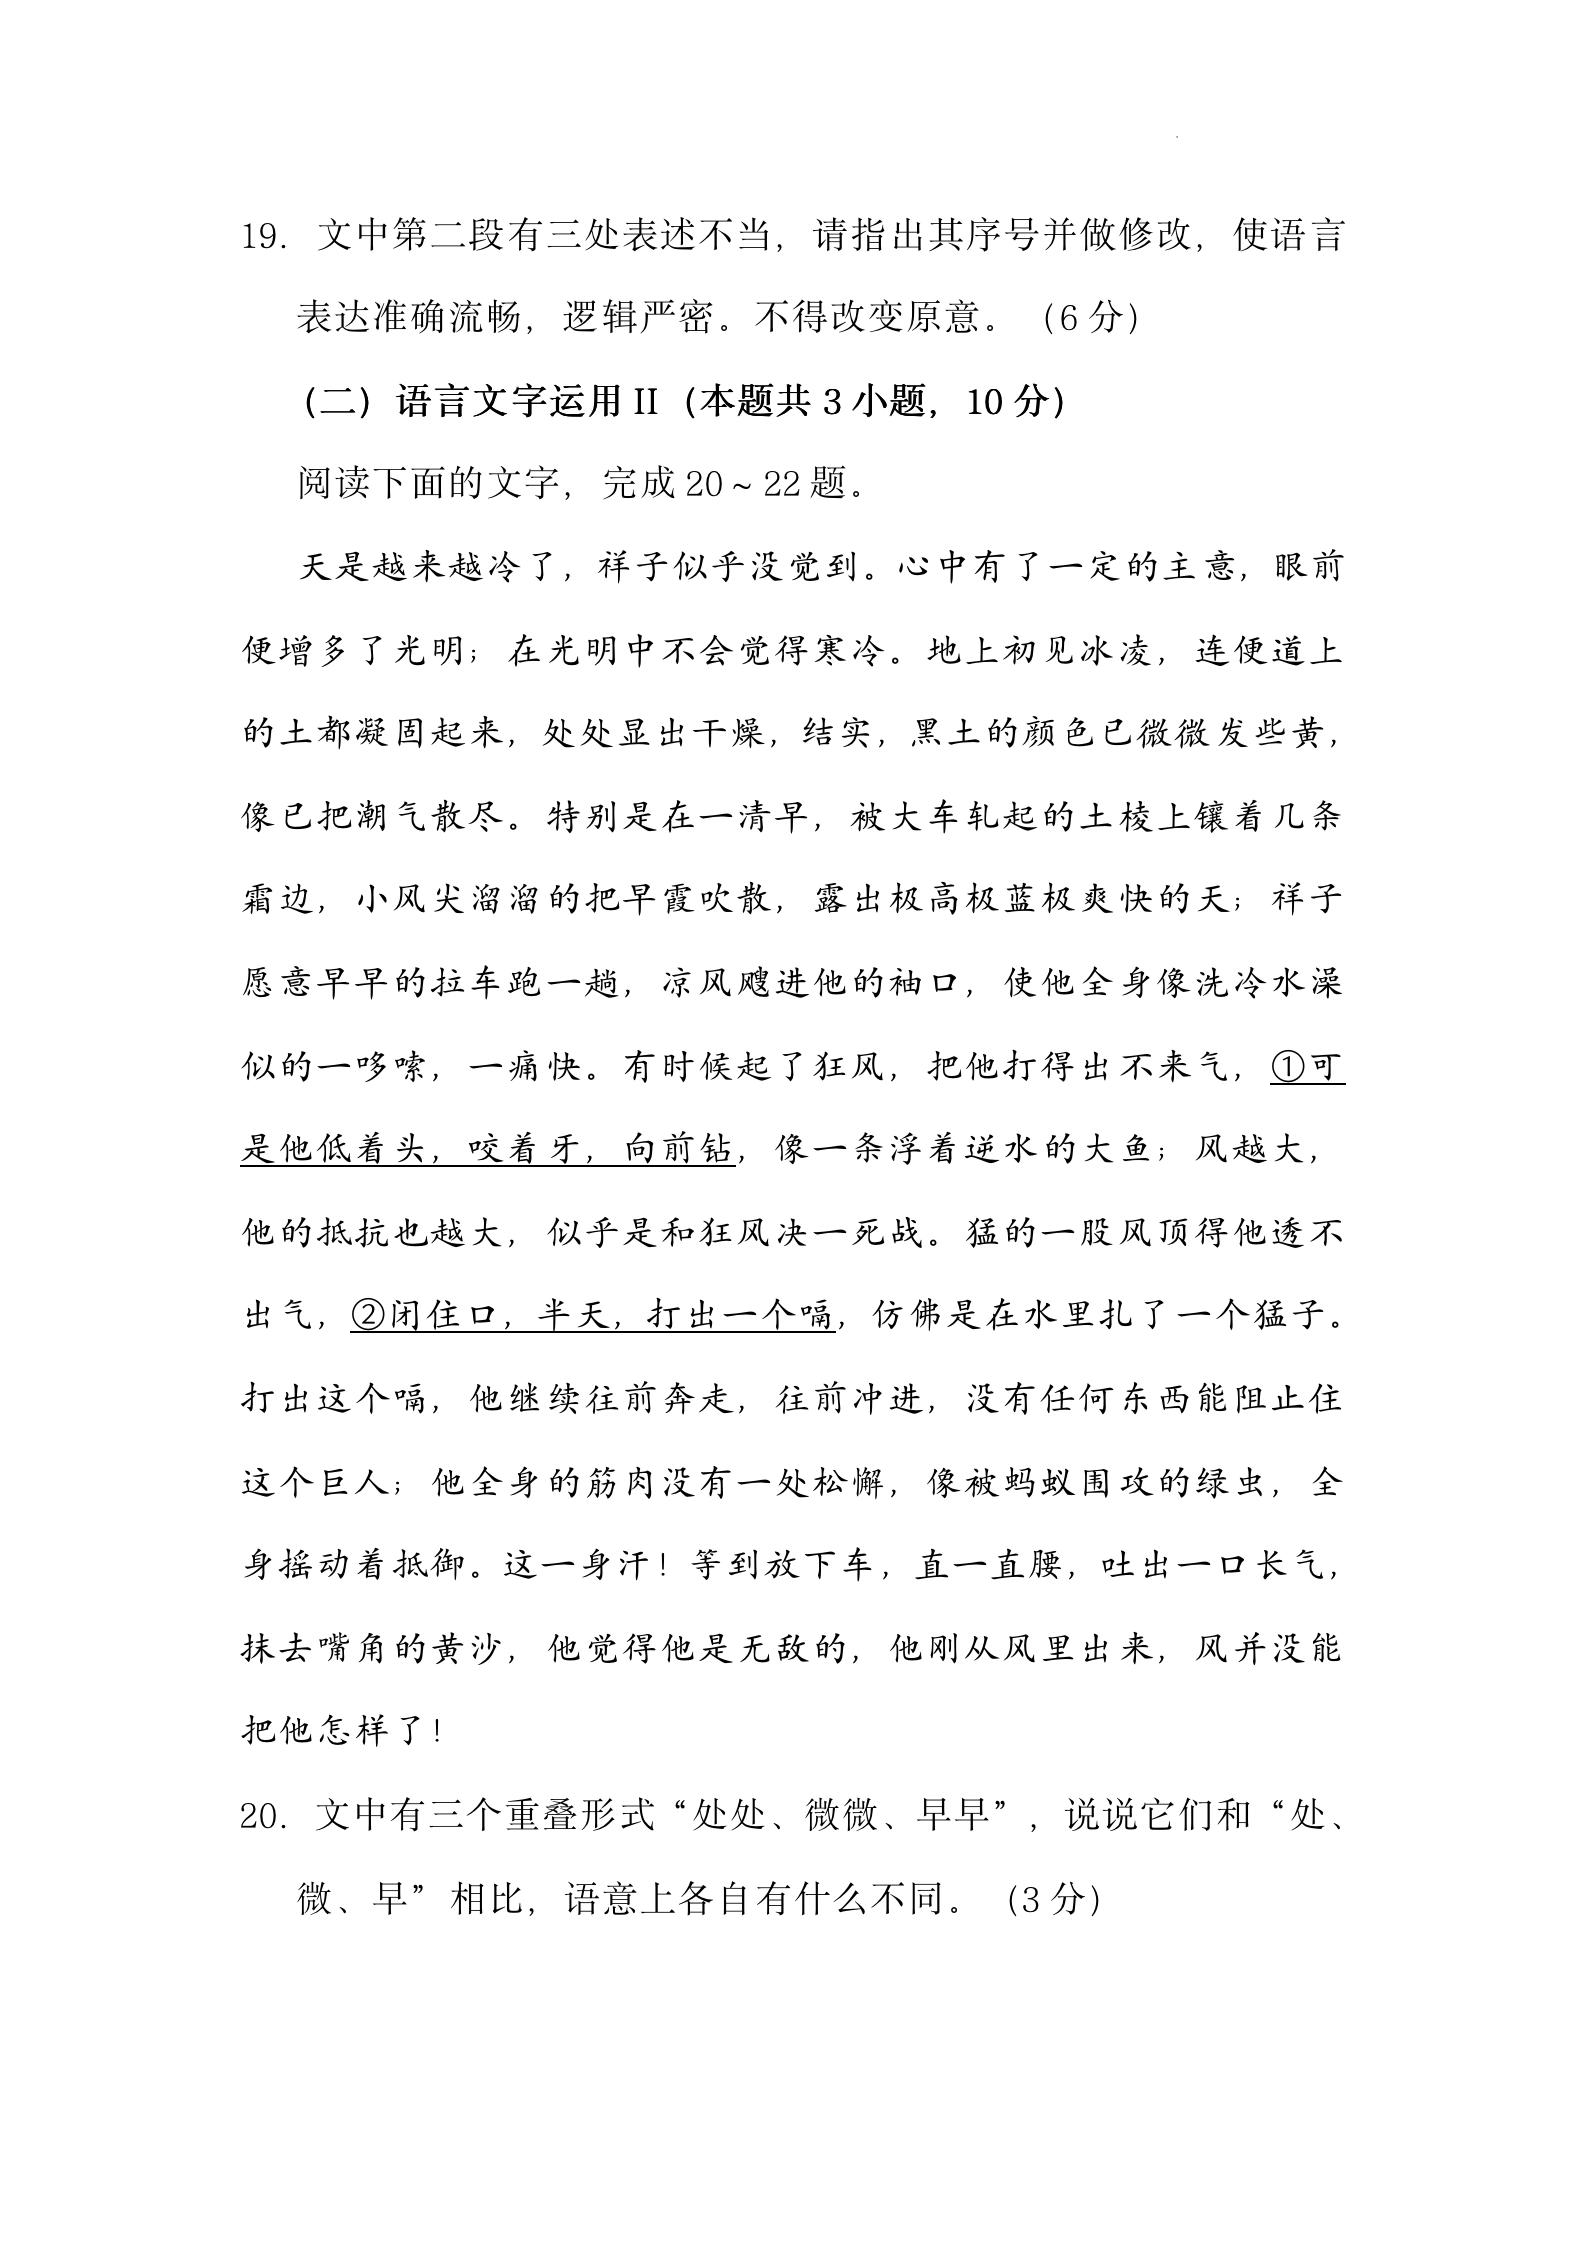 19. 文中第二段有三处表述不当，请指出其序号并做修改，使语言
表达准确流畅，逻辑严密。不得改变原意。（6 分）
（二）语言文字运用 II（本题共 3 小题，10 分）
阅读下面的文字，完成 20～22 题。
天是越来越冷了，祥子似乎没觉到。心中有了一定的主意，眼前
便增多了光明；在光明中不会觉得寒冷。地上初见冰凌，连便道上
的土都凝固起来，处处显出干燥，结实，黑土的颜色已微微发些黄，
像已把潮气散尽。特别是在一清早，被大车轧起的土棱上镶着几条
霜边，小风尖溜溜的把早霞吹散，露出极高极蓝极爽快的天；祥子
愿意早早的拉车跑一趟，凉风飕进他的袖口，使他全身像洗冷水澡
似的一哆嗦，一痛快。有时候起了狂风，把他打得出不来气，①可
是他低着头，咬着牙，向前钻，像一条浮着逆水的大鱼；风越大，
他的抵抗也越大，似乎是和狂风决一死战。猛的一股风顶得他透不
出气，②闭住口，半天，打出一个嗝，仿佛是在水里扎了一个猛子。
打出这个嗝，他继续往前奔走，往前冲进，没有任何东西能阻止住
这个巨人；他全身的筋肉没有一处松懈，像被蚂蚁围攻的绿虫，全
身摇动着抵御。这一身汗！等到放下车，直一直腰，吐出一口长气，
抹去嘴角的黄沙，他觉得他是无敌的，他刚从风里出来，风并没能
把他怎样了！
20. 文中有三个重叠形式“处处、微微、早早”，说说它们和“处、
微、早”相比，语意上各自有什么不同。（3 分）